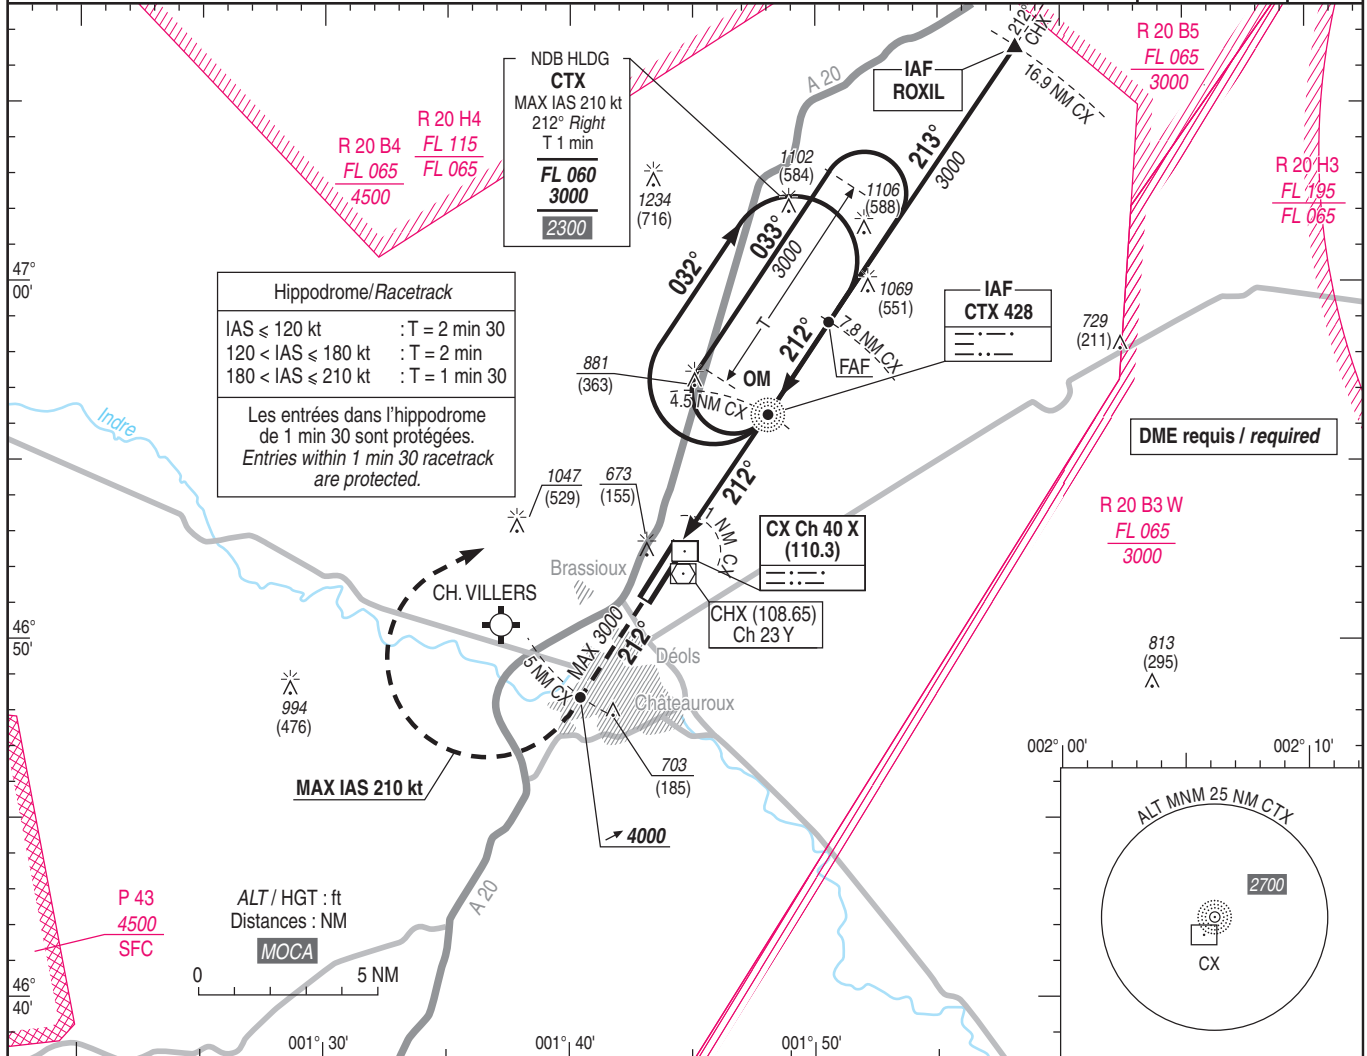 212°
CHX
NDB HLDG
CTX
MAX IAS 210 kt
212° Right
T 1 min
FL 060
3000
2300
A 20
IAF
ROXIL
16.9 NM CX
R 20 B5
FL 065
3000
R 20 H4
FL 115
FL 065
R 20 B4
FL 065
4500
1234
(716)
1102
(584)
1106
(588)
213°
3000
R 20 H3
FL 195
FL 065
033°
3000
032°
T
1069
(551)
47°
00'
Hippodrome/Racetrack
IAS ⩽ 120 kt : T = 2 min 30
120 < IAS ⩽ 180 kt : T = 2 min
180 < IAS ⩽ 210 kt : T = 1 min 30
Les entrées dans l'hippodrome
de 1 min 30 sont protégées.
Entries within 1 min 30 racetrack
are protected.
IAF
CTX 428
729
(211)
212°
7.8 NM CX
FAF
OM
881
(363)
4.5 NM CX
Indre
DME requis / required
1047
(529)
673
(155)
212°
1 NM CX
CX Ch 40 X
(110.3)
R 20 B3 W
FL 065
3000
Brassioux
CH. VILLERS
CHX (108.65)
Ch 23 Y
46°
50'
MAX 3000
212°
5 NM CX
Déols
Châteauroux
813
(295)
994
(476)
703
(185)
MAX IAS 210 kt
4000
002° 00'
002° 10'
ALT MNM 25 NM CTX
2700
CX
P 43
4500
SFC
ALT / HGT : ft
Distances : NM
MOCA
0
5 NM
A 20
46°
40'
001° 30'
001° 40'
001° 50'